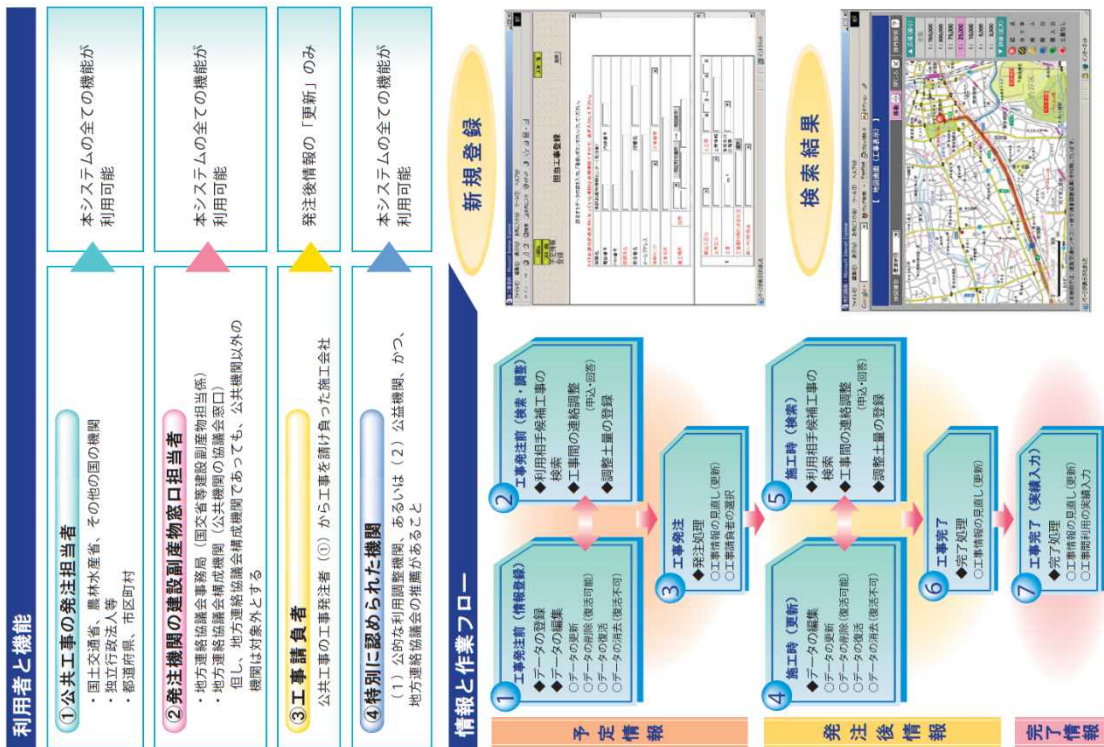 利用者と機能
①公共工事の発注担当者
・国土交通省、農林水産省、その他の国の機関
・独立行政法人等
・都道府県、市区町村
本システムの全ての機能が
利用可能
②発注機関の建設副産物窓口担当者
・地方連絡協議会事務局（国交省等建設副産物担当係）
・地方連絡協議会構成機関（公共機関の協議会窓口）
但し、地方連絡協議会構成機関であっても、公共機関以外の
機関は対象外とする
本システムの全ての機能が
利用可能
③工事請負者
公共工事の工事発注者（①）から工事を請け負った施工会社
発注後情報の「更新」のみ
④特別に認められた機関
（１）公的な利用調整機関、あるいは（２）公益機関、かつ、
地方連絡協議会の推薦があること
本システムの全ての機能が
利用可能
情報と作業フロー
予定情報
1 工事発注前（情報登録）
◆データの登録
◆データの編集
○データの更新
○データの削除（復活可能）
○データの復活
○データの消去（復活不可）
2 工事発注前（検索・調整）
◆利用相手候補工事の
検索
◆工事間の連絡調整
（申込・回答）
◆調整土量の登録
3 工事発注
◆発注処理
○工事情報の見直し（更新）
○工事請負者の選択
発注後情報
4 施工時（更新）
◆データの編集
○データの更新
○データの削除（復活可能）
○データの復活
○データの消去（復活不可）
5 施工時（検索）
◆利用相手候補工事の
検索
◆工事間の連絡調整
（申込・回答）
調整土量の登録
6 工事完了
◆完了処理
○工事情報の見直し（更新）
完了情報
7 工事完了（実績入力）
◆完了処理
○工事情報の見直し（更新）
○工事間利用の実績入力
新規登録
担当工事登録
検索結果
【 地図画面（工事表示） 】